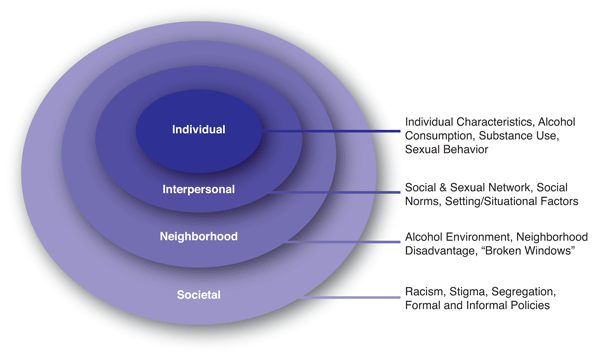 Individual
Individual Characteristics, Alcohol
Consumption, Substance Use,
Sexual Behavior
Interpersonal
Social & Sexual Network, Social
Norms, Setting/Situational Factors
Neighborhood
Alcohol Environment, Neighborhood
Disadvantage, “Broken Windows”
Societal
Racism, Stigma, Segregation,
Formal and Informal Policies